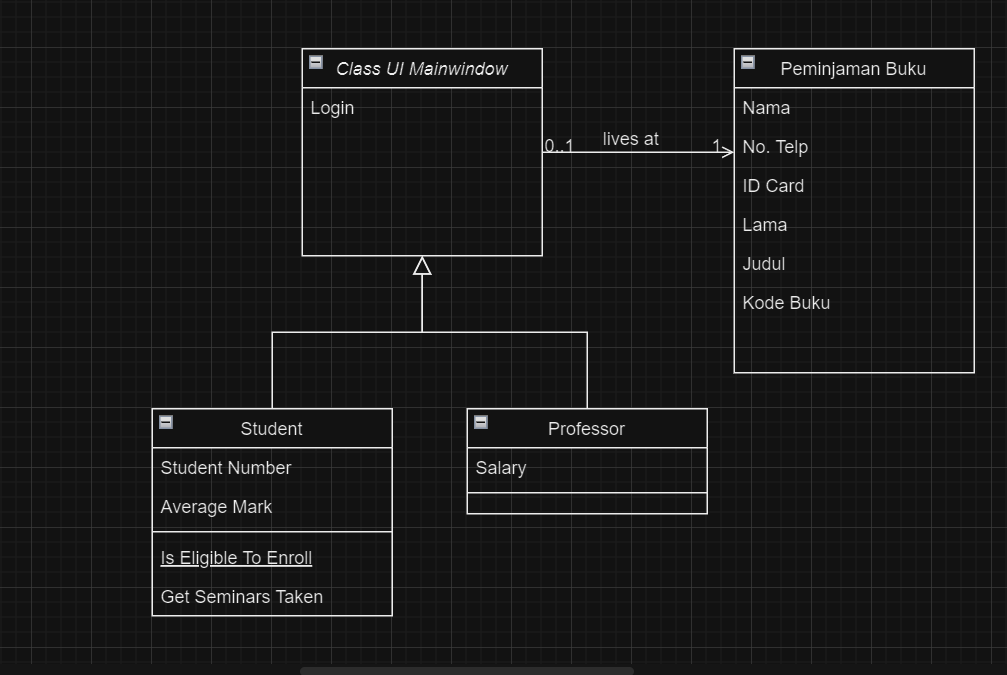 Class UI Mainwindow
Login
Peminjaman Buku
Nama
No. Telp
ID Card
Lama
Judul
Kode Buku
0..1
lives at
1
Student
Student Number
Average Mark
Is Eligible To Enroll
Get Seminars Taken
Professor
Salary